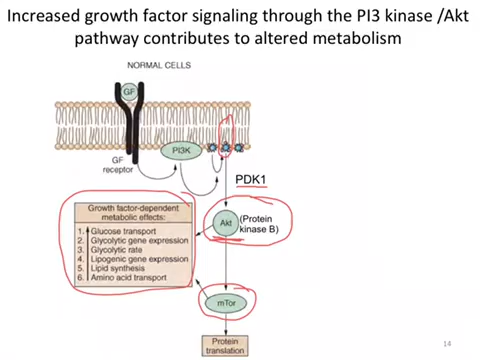 Increased growth factor signaling through the PI3 kinase /Akt
pathway contributes to altered metabolism
NORMAL CELLS
GF
PI3K
GF
receptor
PDK1
Growth factor-dependent
metabolic effects:
1. Glucose transport
2. Glycolytic gene expression
3. Glycolytic rate
4. Lipogenic gene expression
5. Lipid synthesis
6. Amino acid transport
Akt
(Protein
kinase B)
mTor
Protein
translation
14